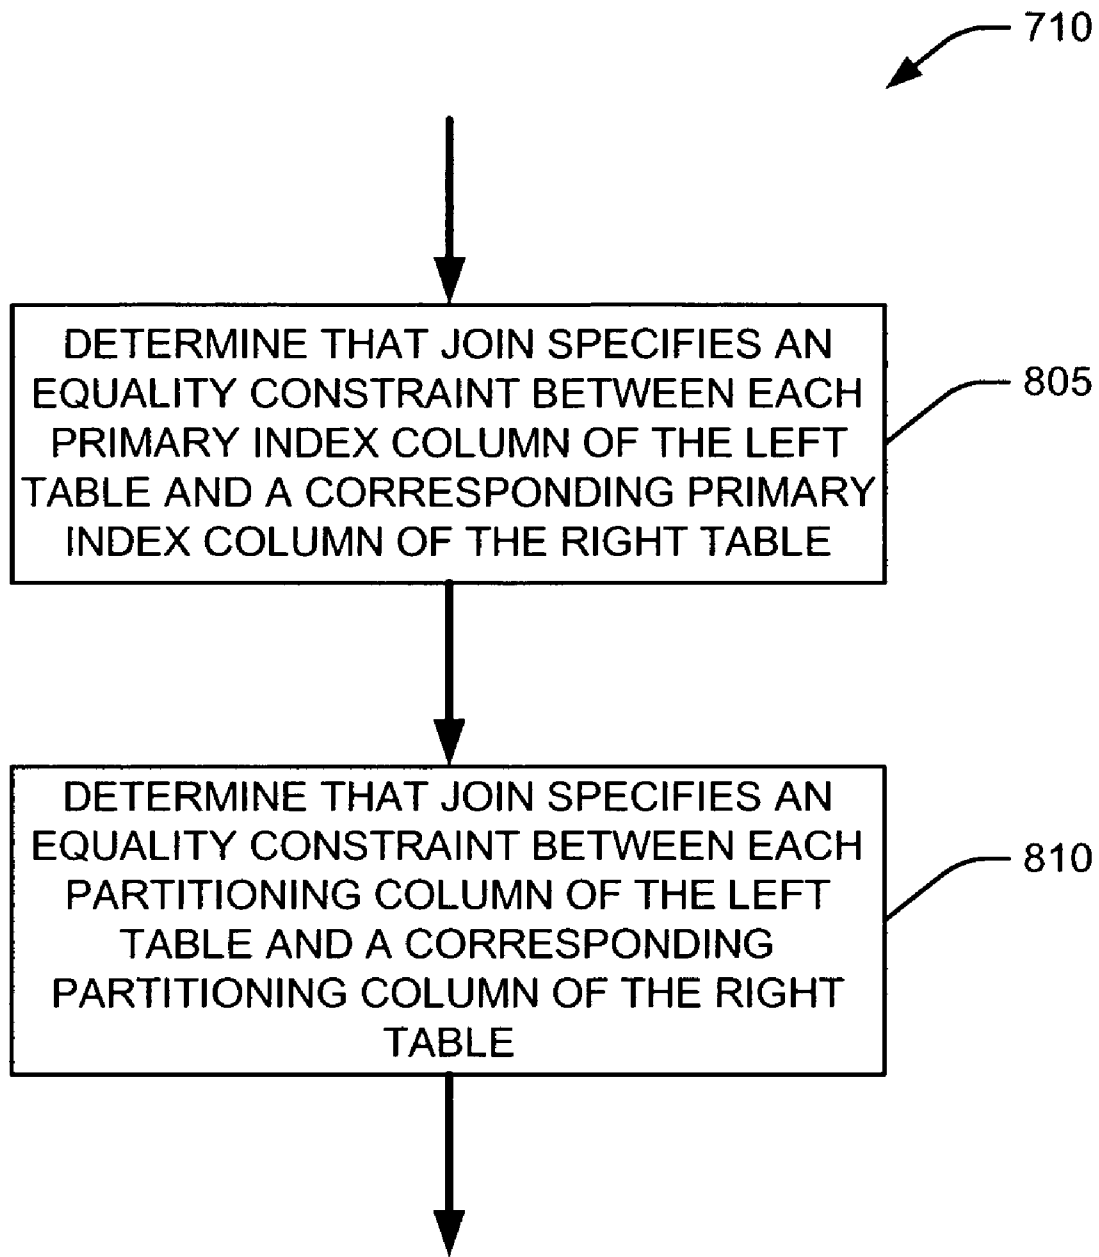 710
DETERMINE THAT JOIN SPECIFIES AN
EQUALITY CONSTRAINT BETWEEN EACH
PRIMARY INDEX COLUMN OF THE LEFT
TABLE AND A CORRESPONDING PRIMARY
INDEX COLUMN OF THE RIGHT TABLE
805
DETERMINE THAT JOIN SPECIFIES AN
EQUALITY CONSTRAINT BETWEEN EACH
PARTITIONING COLUMN OF THE LEFT
TABLE AND A CORRESPONDING
PARTITIONING COLUMN OF THE RIGHT
TABLE
810